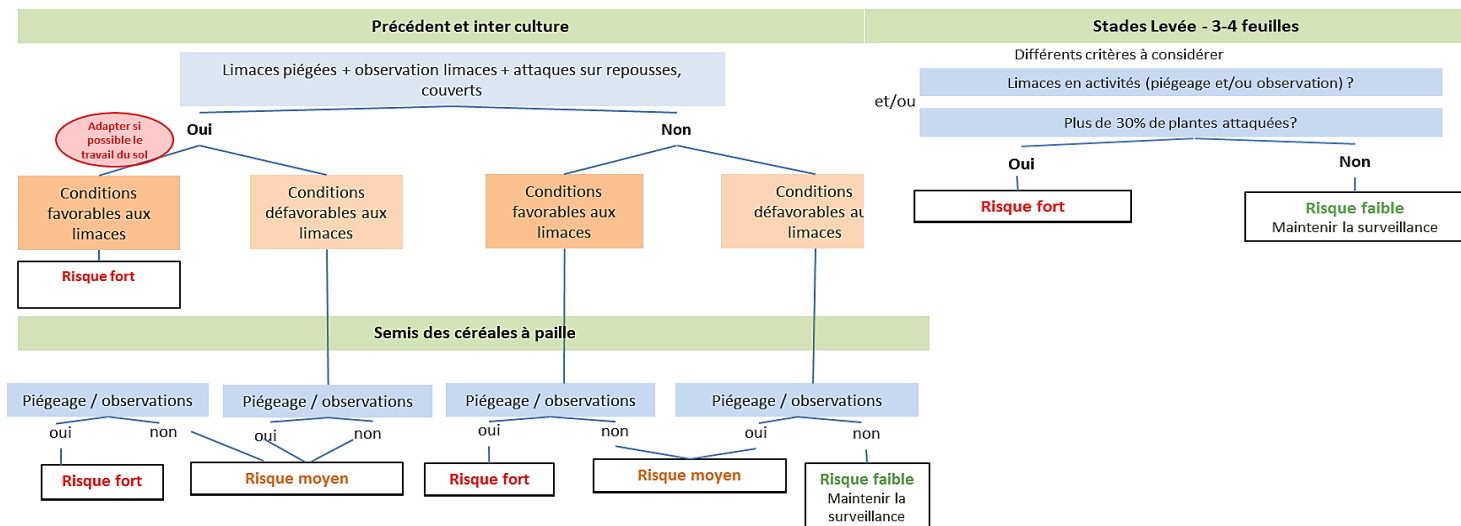 Précédent et inter culture
Stades Levée - 3-4 feuilles
Limaces piégées + observation limaces + attaques sur repousses,
couverts
Différents critères à considérer
Limaces en activités (piégeage et/ou observation) ?
et/ou
Plus de 30% de plantes attaquées?
Adapter si
possible le
travail du sol
Oui
Non
Oui
Non
Conditions
favorables aux
limaces
Conditions
défavorables aux
limaces
Conditions
favorables aux
limaces
Conditions
défavorables au
limaces
Risque fort
Risque faible
Maintenir la surveillance
Risque fort
Semis des céréales à paille
Piégeage / observations
Piégeage / observations
Piégeage / observations
Piégeage / observations
oui
non
oui
non
oui
non
oui
non
Risque fort
Risque moyen
Risque fort
Risque moyen
Risque faible
Maintenir la
surveillance